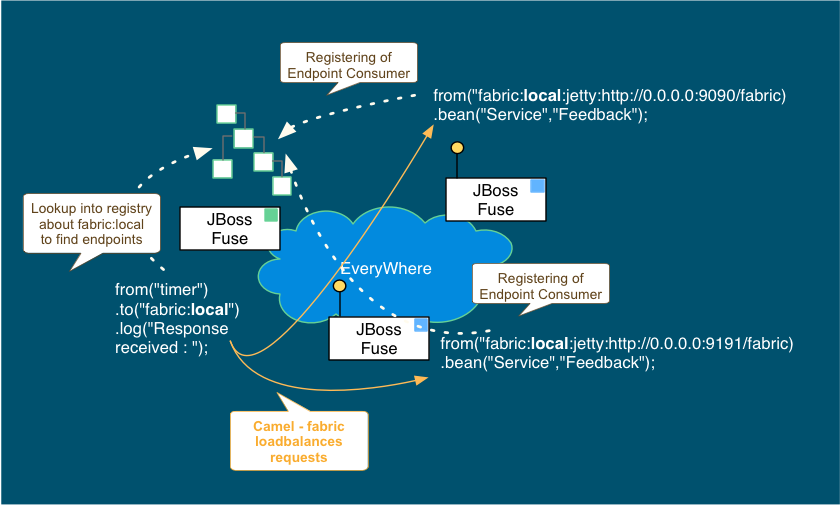 Registering of
Endpoint Consumer
from("fabric:local:jetty:http://0.0.0.0:9090/fabric)
.bean("Service","Feedback");
JBoss
Fuse
Lookup into registry
about fabric:local
to find endpoints
JBoss
Fuse
EveryWhere
from("timer")
.to("fabric:local")
.log("Response
received : ");
Registering of
Endpoint Consumer
JBoss
Fuse
from("fabric:local:jetty:http://0.0.0.0:9191/fabric)
.bean("Service","Feedback");
Camel - fabric
loadbalances
requests